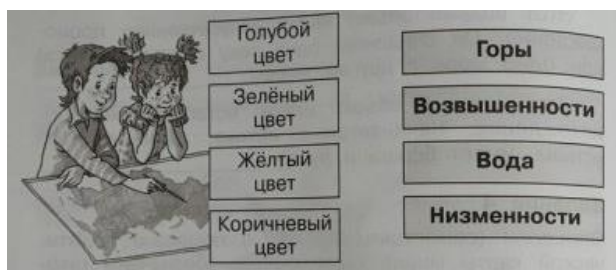 Голубой
цвет
Зелёный
цвет
Жёлтый
цвет
Коричневый
цвет
Горы
Возвышенности
Вода
Низменности